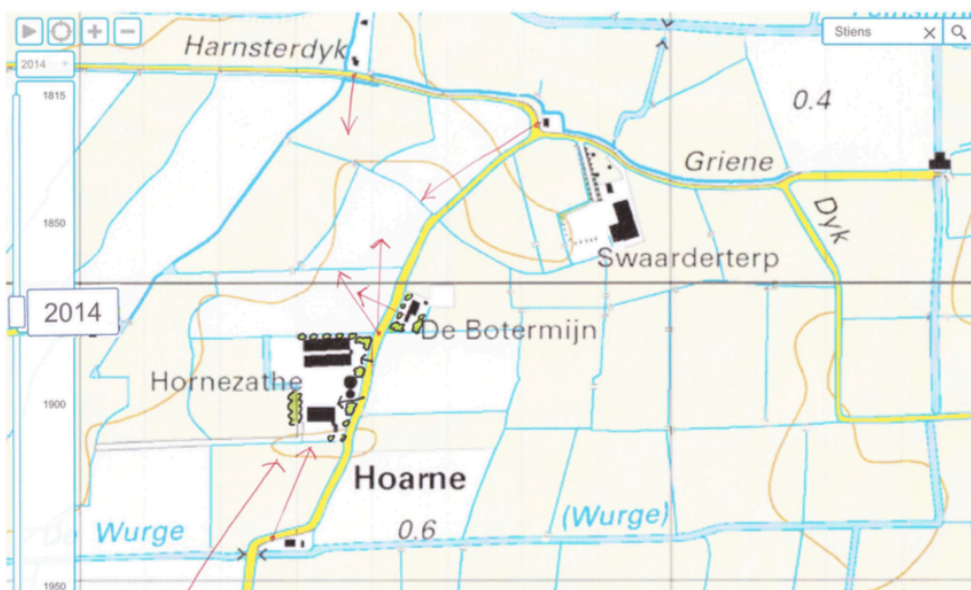 Harnsterdyk
Stiens
2014
1815
0.4
Griene
Dyk
1850
Swaarderterp
2014
De Botermijn
Hornezathe
1900
Hoarne
0.6
De Wurge
(Wurge)
1950